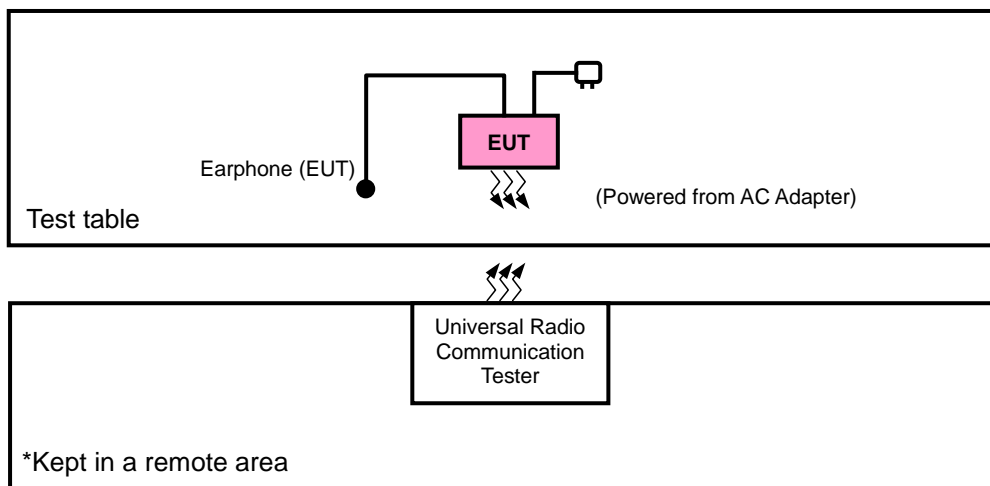 EUT
Earphone (EUT)
(Powered from AC Adapter)
Test table
Universal Radio
Communication
Tester
*Kept in a remote area